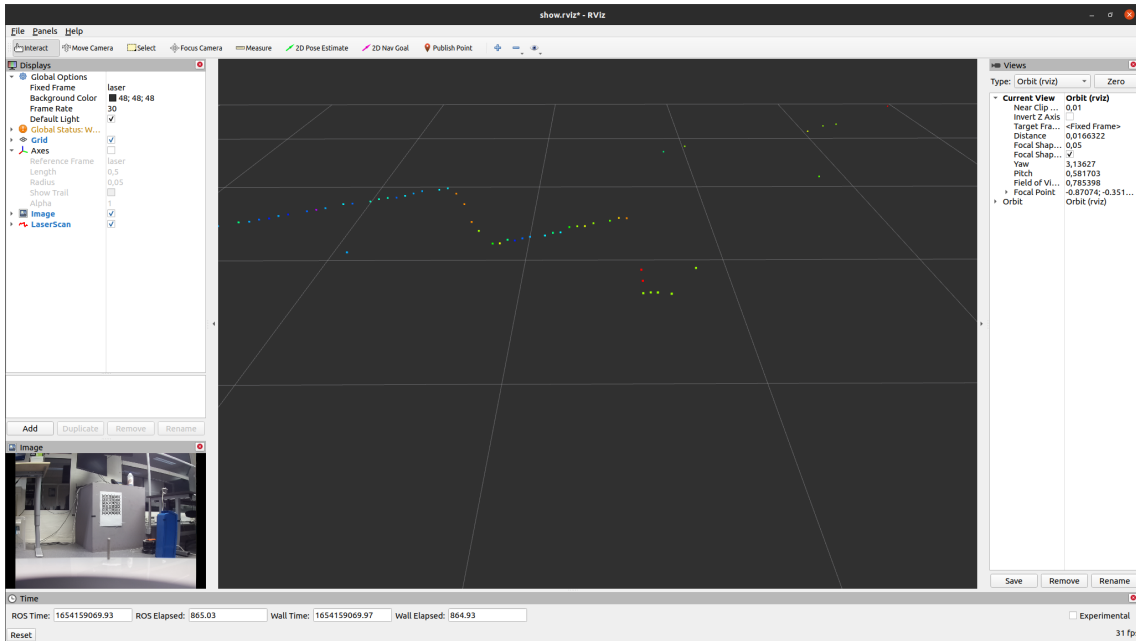 show.rviz* - RViz
File Panels Help
Interact Move Camera Select Focus Camera Measure 2D Pose Estimate 2D Nav Goal Publish Point
Displays
Global Options
Fixed Frame laser
Background Color 48; 48; 48
Frame Rate 30
Default Light
Global Status: W...
Grid
Axes
Reference Frame laser
Length 0,5
Radius 0,05
Show Trail
Alpha 1
Image
LaserScan
Add Duplicate Remove Rename
Image
Views
Type: Orbit (rviz) Zero
Current View Orbit (rviz)
Near Clip ... 0,01
Invert Z Axis
Target Fra... <Fixed Frame>
Distance 0,0166322
Focal Shap... 0,05
Focal Shap...
Yaw 3,13627
Pitch 0,581703
Field of Vi... 0,785398
Focal Point -0.87074; -0.351...
Orbit Orbit (rviz)
Save Remove Rename
Time
ROS Time: 1654159069.93 ROS Elapsed: 865.03 Wall Time: 1654159069.97 Wall Elapsed: 864.93 Experimental
Reset 31 fp